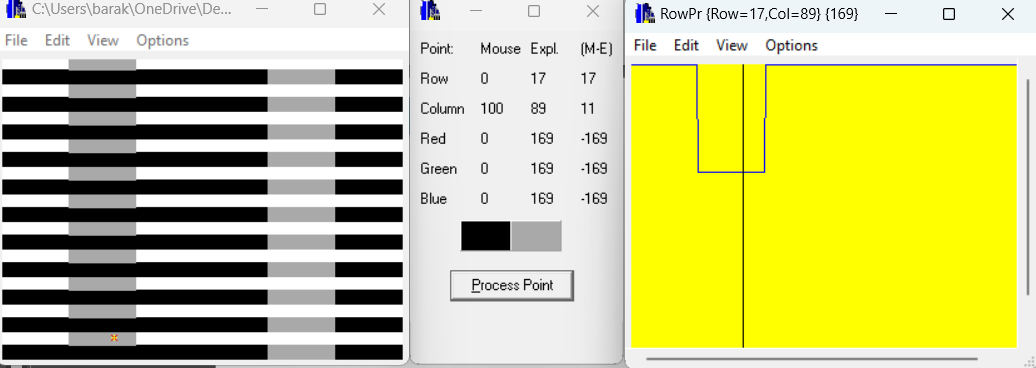 C:\Users\barak\OneDrive\De...
File Edit View Options
Point: Mouse Expl. (M-E)
Row 0 17 17
Column 100 89 11
Red 0 169 -169
Green 0 169 -169
Blue 0 169 -169
Process Point
RowPr {Row=17,Col=89} {169}
File Edit View Options